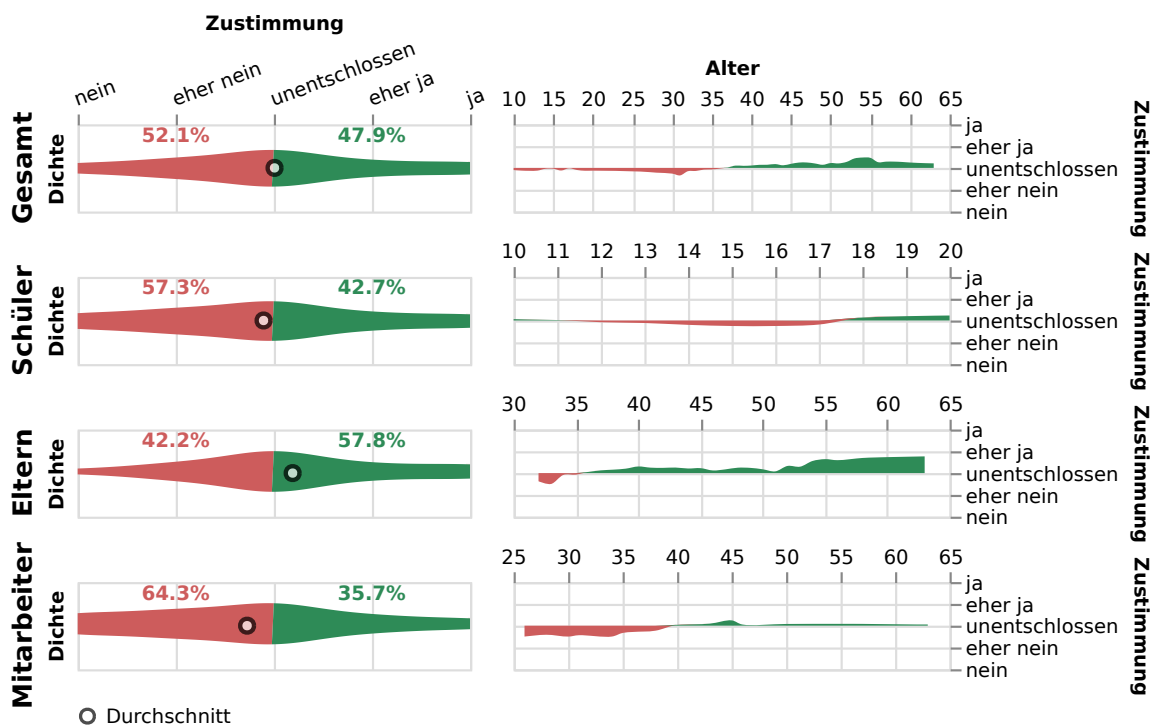 Zustimmung
nein eher nein unentschlossen eher ja ja
Alter
10 15 20 25 30 35 40 45 50 55 60 65
Gesamt
Dichte
52.1% 47.9%
ja
eher ja
unentschlossen
eher nein
nein
Zustimmung
10 11 12 13 14 15 16 17 18 19 20
Schüler
Dichte
57.3% 42.7%
ja
eher ja
unentschlossen
eher nein
nein
Zustimmung
30 35 40 45 50 55 60 65
Eltern
Dichte
42.2% 57.8%
ja
eher ja
unentschlossen
eher nein
nein
Zustimmung
25 30 35 40 45 50 55 60 65
Mitarbeiter
Dichte
64.3% 35.7%
ja
eher ja
unentschlossen
eher nein
nein
Zustimmung
Durchschnitt